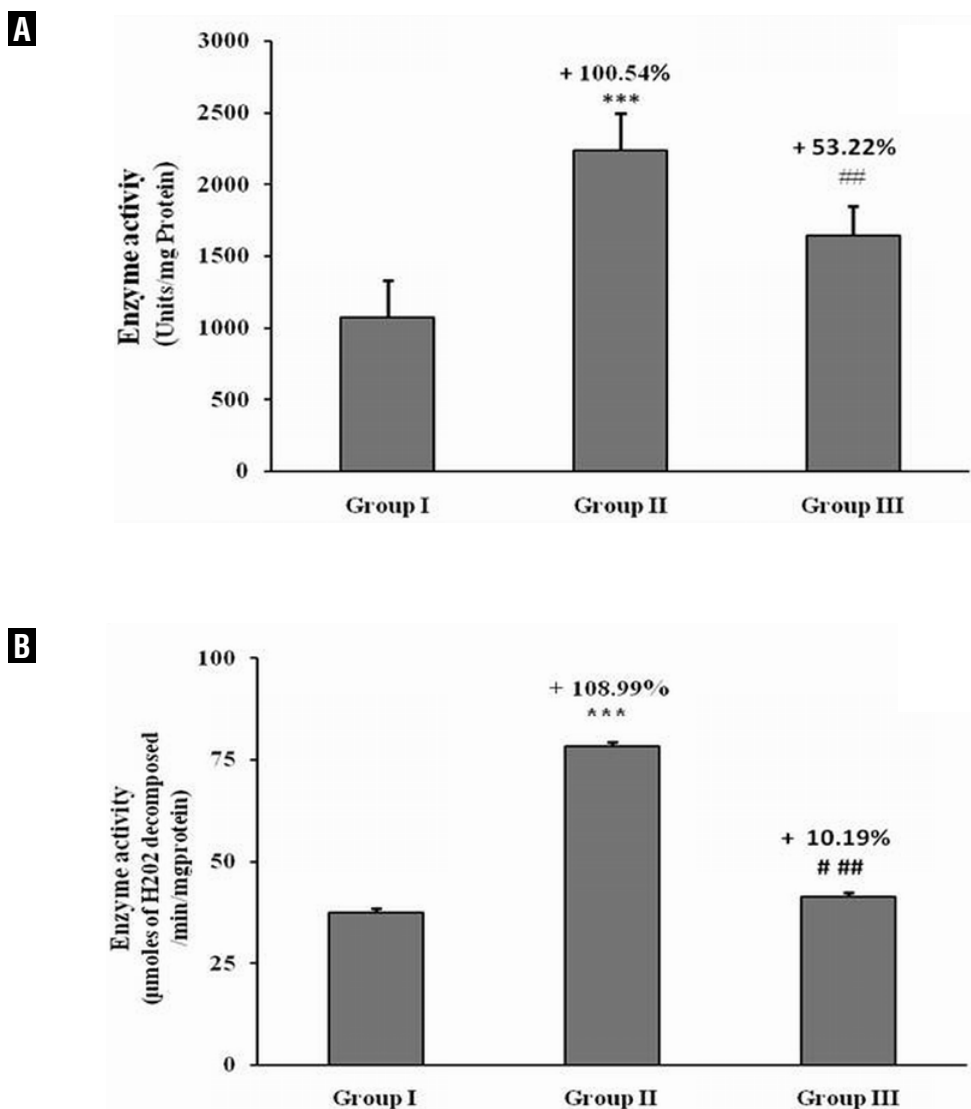 A
3000
2500
2000
1500
1000
500
0
Enzyme activiy
(Units/mg Protein)
+ 100.54%
***
+ 53.22%
##
Group I
Group II
Group III
B
100
75
50
25
0
Enzyme activity
(µmoles of H202 decomposed
/min/mgprotein)
+ 108.99%
***
+ 10.19%
# ##
Group I
Group II
Group III